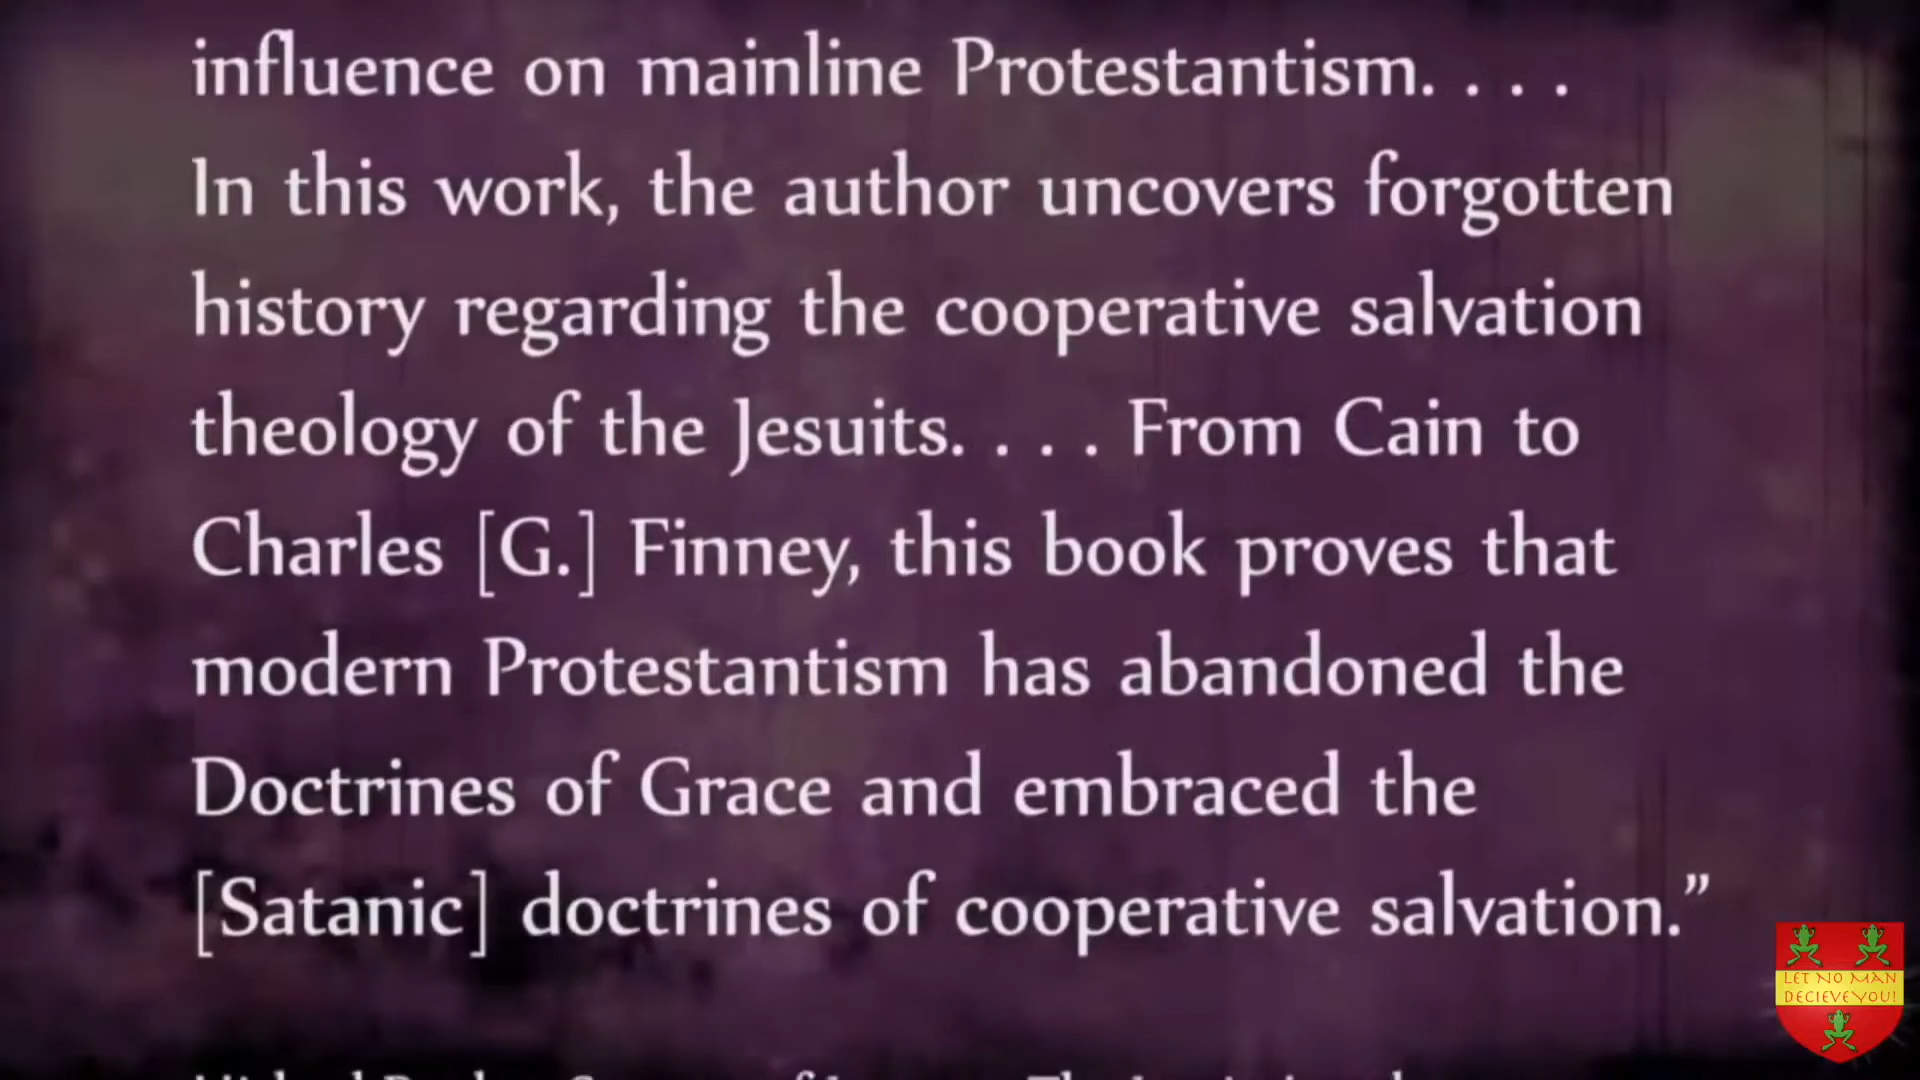 influence on mainline Protestantism. . . .
In this work, the author uncovers forgotten
history regarding the cooperative salvation
theology of the Jesuits. . . . From Cain to
Charles [G.] Finney, this book proves that
modern Protestantism has abandoned the
Doctrines of Grace and embraced the
[Satanic] doctrines of cooperative salvation.”
LET NO MAN
DECIEVE YOU!